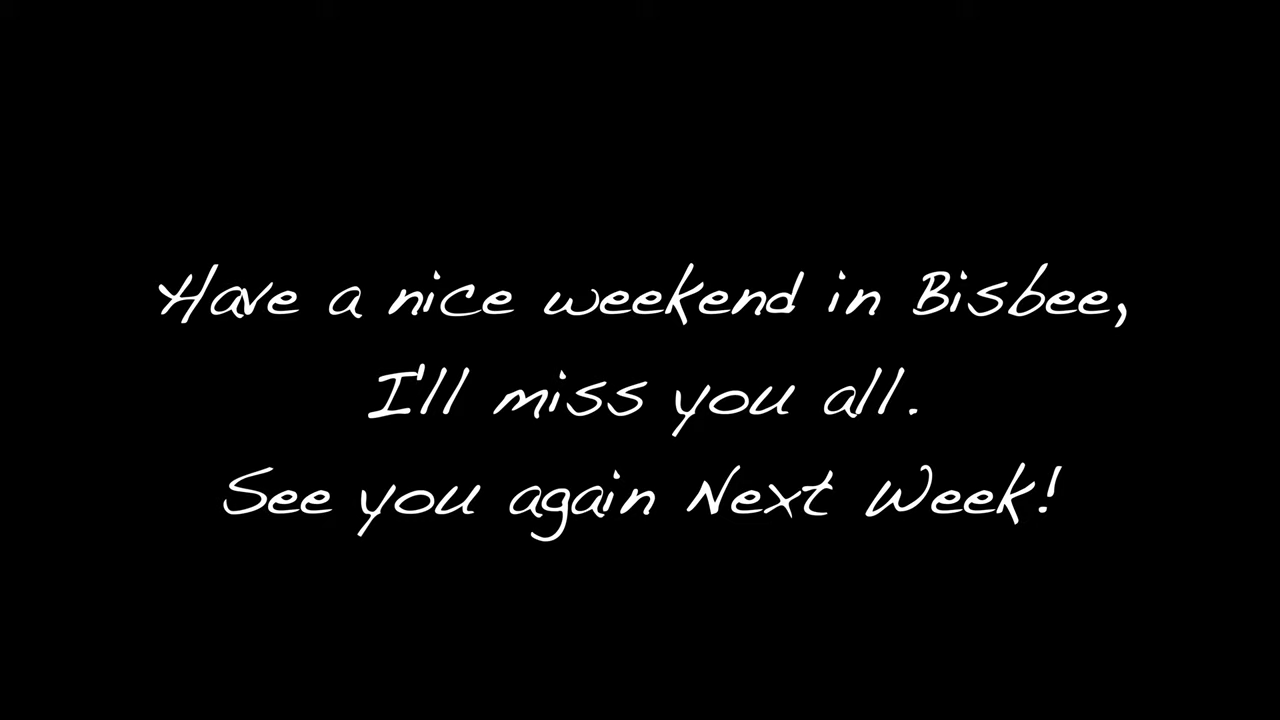 Have a nice weekend in Bisbee,
I'll miss you all.
See you again Next Week!